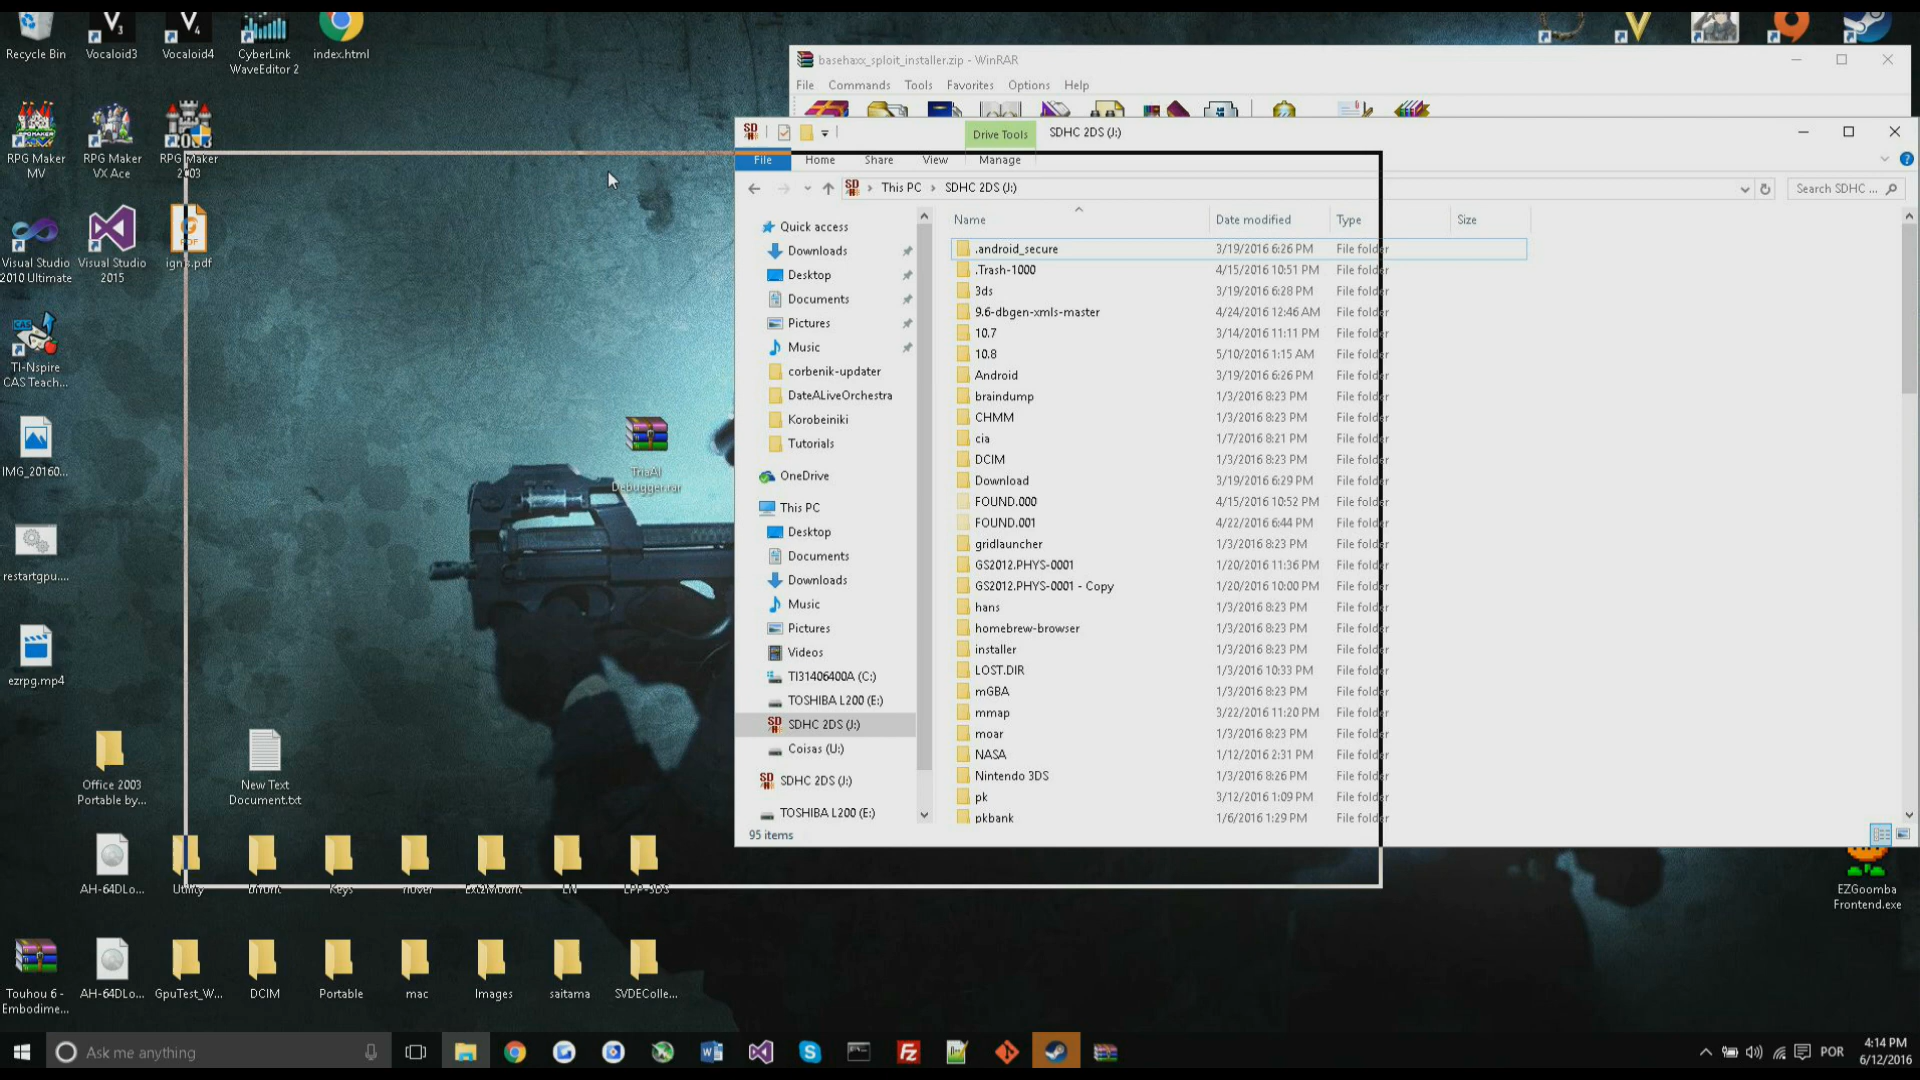 Recycle Bin
Vocaloid3
Vocaloid4
CyberLink
WaveEditor 2
index.html
RPG Maker
MV
RPG Maker
VX Ace
RPG Maker
2003
Visual Studio
2010 Ultimate
Visual Studio
2015
PDF
TI-Nspire
CAS Teach...
IMG_20160...
restartgpu....
ezrpg.mp4
Office 2003
Portable by...
New Text
Document.txt
TriaAI
Debugger.rar
AH-64DLo...
Utility
Keys
Ext2Mount
LPP-3DS
Touhou 6 -
Embodime...
AH-64DLo...
GpuTest_W...
DCIM
Portable
mac
Images
saitama
SVDEColle...
EZGoomba
Frontend.exe
basehaxx_sploit_installer.zip - WinRAR
File Commands Tools Favorites Options Help
Drive Tools
SDHC 2DS (J:)
File Home Share View Manage
This PC > SDHC 2DS (J:)
Search SDHC ...
Quick access
Downloads
Desktop
Documents
Pictures
Music
corbenik-updater
DateALiveOrchestra
Korobeiniki
Tutorials
OneDrive
This PC
Desktop
Documents
Downloads
Music
Pictures
Videos
TI31406400A (C:)
TOSHIBA L200 (E:)
SDHC 2DS (J:)
Coisas (U:)
SDHC 2DS (J:)
TOSHIBA L200 (E:)
Name Date modified Type Size
.android_secure 3/19/2016 6:26 PM File folder
.Trash-1000 4/15/2016 10:51 PM File folder
3ds 3/19/2016 6:28 PM File folder
9.6-dbgen-xmls-master 4/24/2016 12:46 AM File folder
10.7 3/14/2016 11:11 PM File folder
10.8 5/10/2016 1:15 AM File folder
Android 3/19/2016 6:26 PM File folder
braindump 1/3/2016 8:23 PM File folder
CHMM 1/3/2016 8:23 PM File folder
cia 1/7/2016 8:21 PM File folder
DCIM 1/3/2016 8:23 PM File folder
Download 3/19/2016 6:29 PM File folder
FOUND.000 4/15/2016 10:52 PM File folder
FOUND.001 4/22/2016 6:44 PM File folder
gridlauncher 1/3/2016 8:23 PM File folder
GS2012.PHYS-0001 1/20/2016 11:36 PM File folder
GS2012.PHYS-0001 - Copy 1/20/2016 10:00 PM File folder
hans 1/3/2016 8:23 PM File folder
homebrew-browser 1/3/2016 8:23 PM File folder
installer 1/3/2016 8:23 PM File folder
LOST.DIR 1/3/2016 10:33 PM File folder
mGBA 1/3/2016 8:23 PM File folder
mmap 3/22/2016 11:20 PM File folder
moar 1/3/2016 8:23 PM File folder
NASA 1/12/2016 2:31 PM File folder
Nintendo 3DS 1/3/2016 8:26 PM File folder
pk 3/12/2016 1:09 PM File folder
pkbank 1/6/2016 1:29 PM File folder
95 items
Ask me anything
POR
4:14 PM
6/12/2016